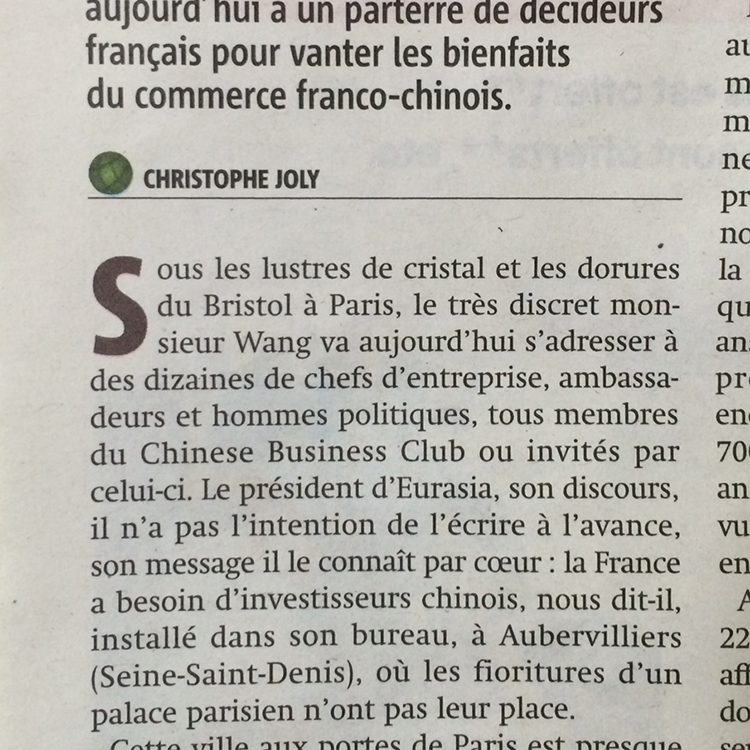 aujourd'hui à un parterre de décideurs
français pour vanter les bienfaits
du commerce franco-chinois.
CHRISTOPHE JOLY
Sous les lustres de cristal et les dorures
du Bristol à Paris, le très discret mon-
sieur Wang va aujourd'hui s'adresser à
des dizaines de chefs d'entreprise, ambassa-
deurs et hommes politiques, tous membres
du Chinese Business Club ou invités par
celui-ci. Le président d'Eurasia, son discours,
il n'a pas l'intention de l'écrire à l'avance,
son message il le connaît par cœur : la France
a besoin d'investisseurs chinois, nous dit-il,
installé dans son bureau, à Aubervilliers
(Seine-Saint-Denis), où les fioritures d'un
palace parisien n'ont pas leur place.
Cette ville aux portes de Paris est presque
au
m
m
ne
pr
no
la
qu
an
pr
en
700
an
vu
en
A
22
aff
do